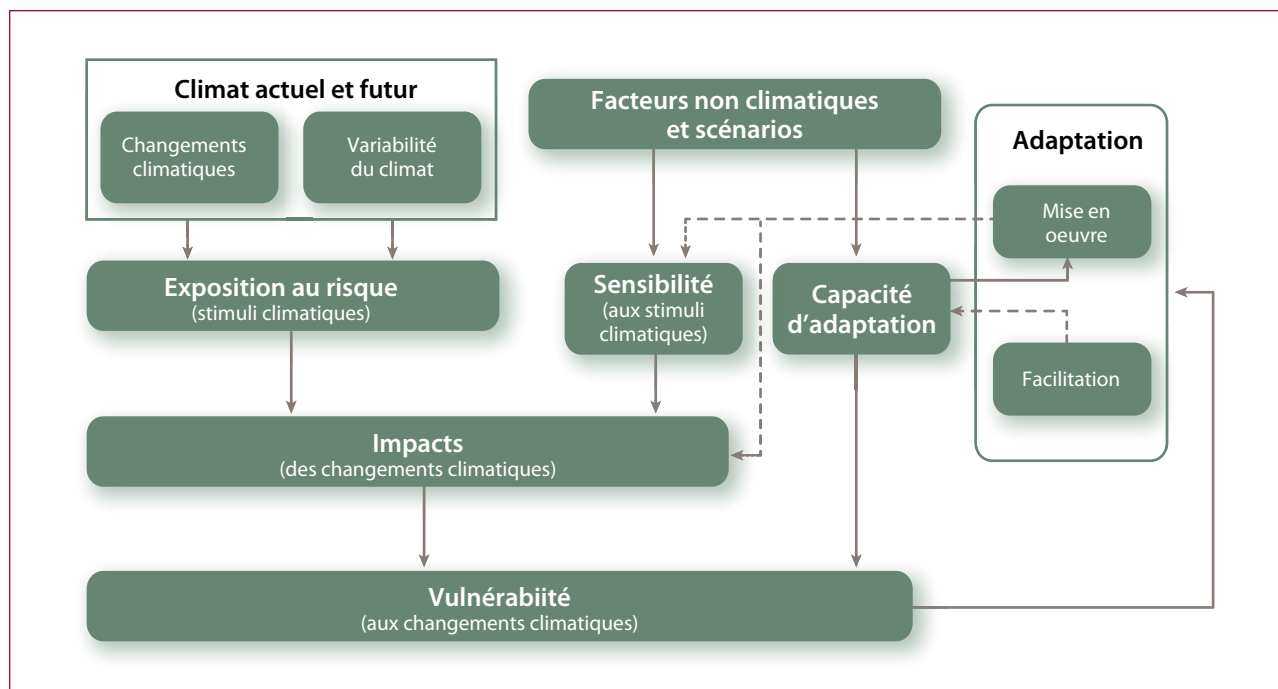 Climat actuel et futur
Changements
climatiques
Variabilité
du climat
Facteurs non climatiques
et scénarios
Adaptation
Mise en
oeuvre
Exposition au risque
(stimuli climatiques)
Sensibilité
(aux stimuli
climatiques)
Capacité
d’adaptation
Facilitation
Impacts
(des changements climatiques)
Vulnérabiité
(aux changements climatiques)